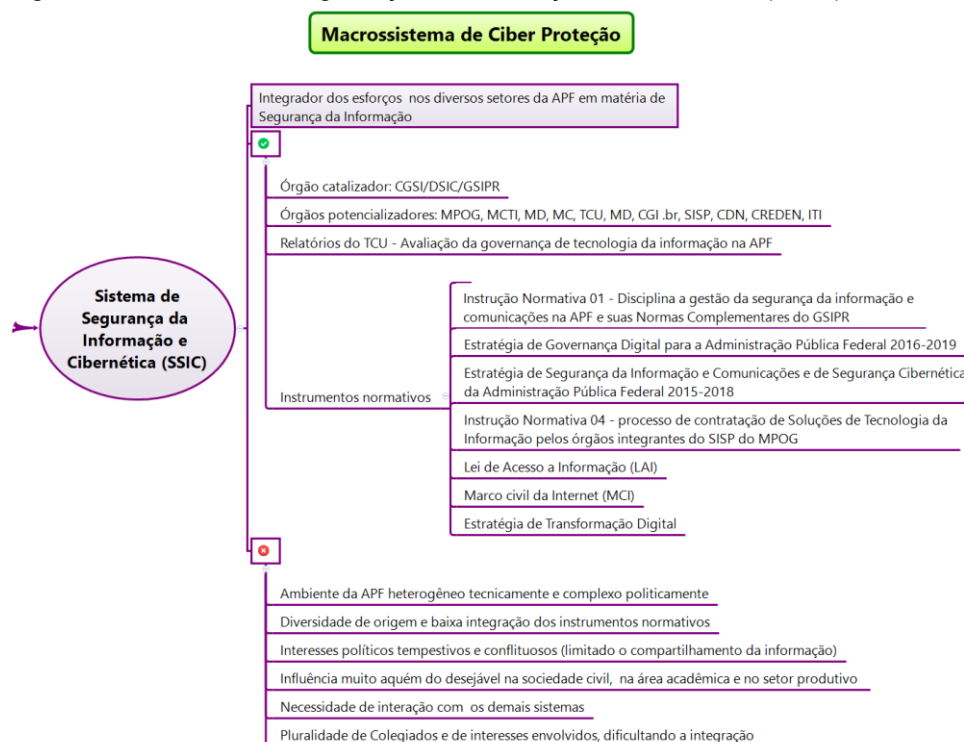 Macrossistema de Ciber Proteção
Integrador dos esforços nos diversos setores da APF em matéria de
Segurança da Informação
Órgão catalizador: CGSI/DSIC/GSIPR
Órgãos potencializadores: MPOG, MCTI, MD, MC, TCU, MD, CGI .br, SISP, CDN, CREDEN, ITI
Relatórios do TCU - Avaliação da governança de tecnologia da informação na APF
Sistema de
Segurança da
Informação e
Cibernética (SSIC)
Instrumentos normativos
Instrução Normativa 01 - Disciplina a gestão da segurança da informação e
comunicações na APF e suas Normas Complementares do GSIPR
Estratégia de Governança Digital para a Administração Pública Federal 2016-2019
Estratégia de Segurança da Informação e Comunicações e de Segurança Cibernética
da Administração Pública Federal 2015-2018
Instrução Normativa 04 - processo de contratação de Soluções de Tecnologia da
Informação pelos órgãos integrantes do SISP do MPOG
Lei de Acesso a Informação (LAI)
Marco civil da Internet (MCI)
Estratégia de Transformação Digital
Ambiente da APF heterogêneo tecnicamente e complexo politicamente
Diversidade de origem e baixa integração dos instrumentos normativos
Interesses políticos tempestivos e conflituosos (limitado o compartilhamento da informação)
Influência muito aquém do desejável na sociedade civil, na área acadêmica e no setor produtivo
Necessidade de interação com os demais sistemas
Pluralidade de Colegiados e de interesses envolvidos, dificultando a integração